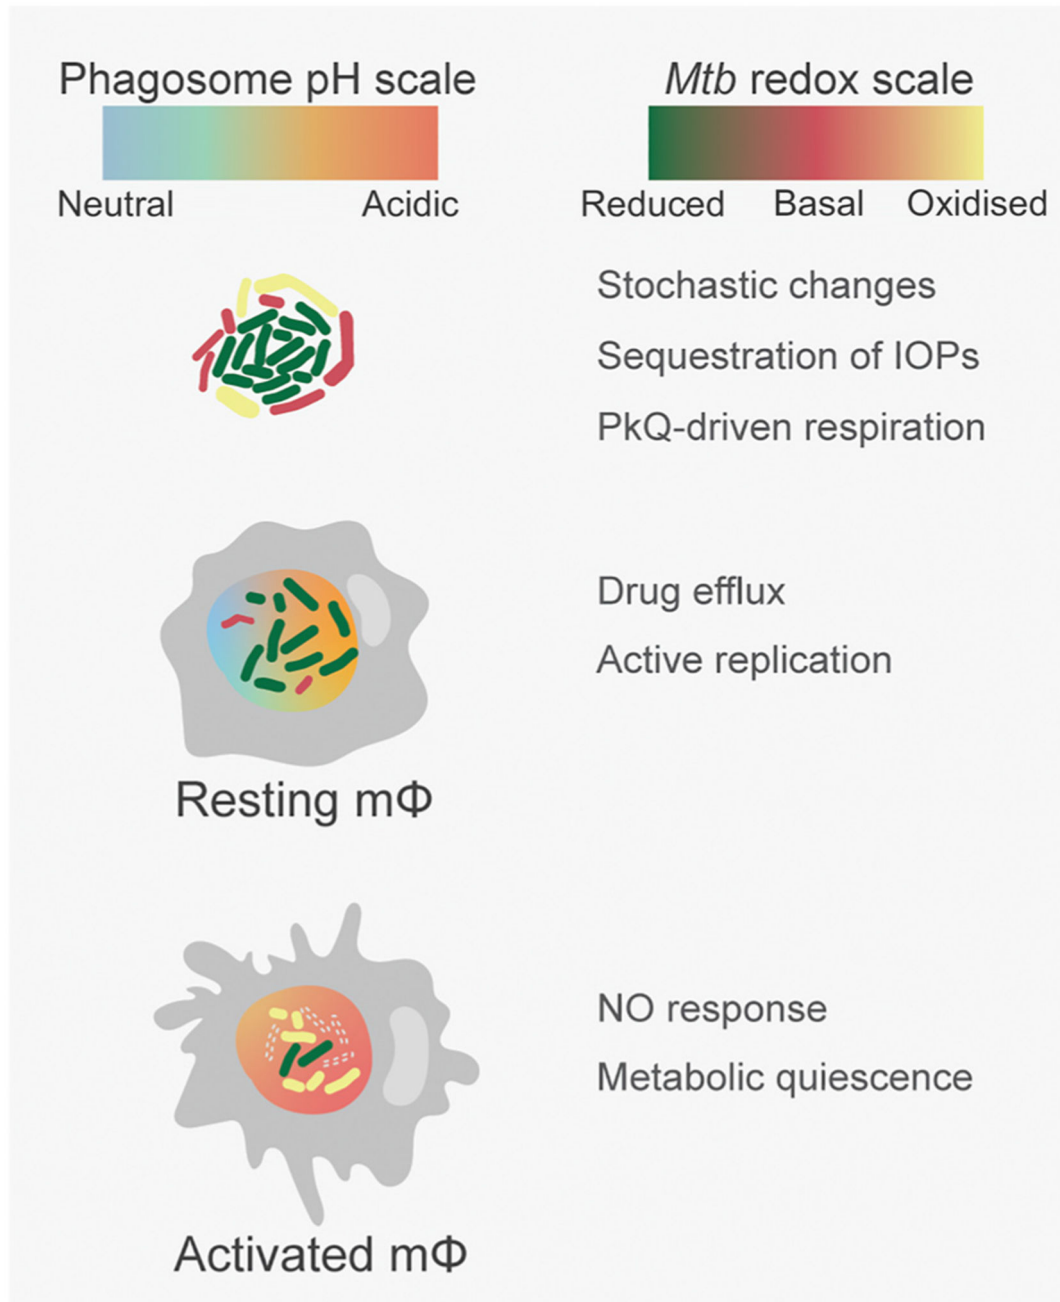 Phagosome pH scale
Neutral Acidic
Mtb redox scale
Reduced Basal Oxidised
Stochastic changes
Sequestration of IOPs
PkQ-driven respiration
Drug efflux
Active replication
Resting mΦ
NO response
Metabolic quiescence
Activated mΦ